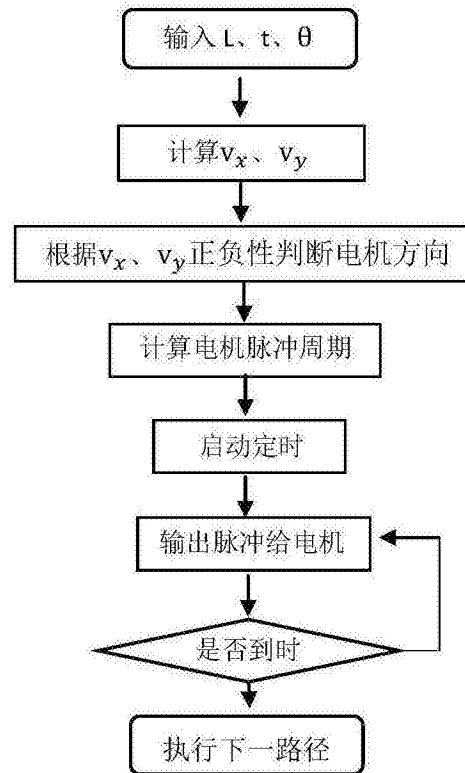 输入 L、t、θ
计算vₓ、v_y
根据vₓ、v_y正负性判断电机方向
计算电机脉冲周期
启动定时
输出脉冲给电机
是否到时
执行下一路径